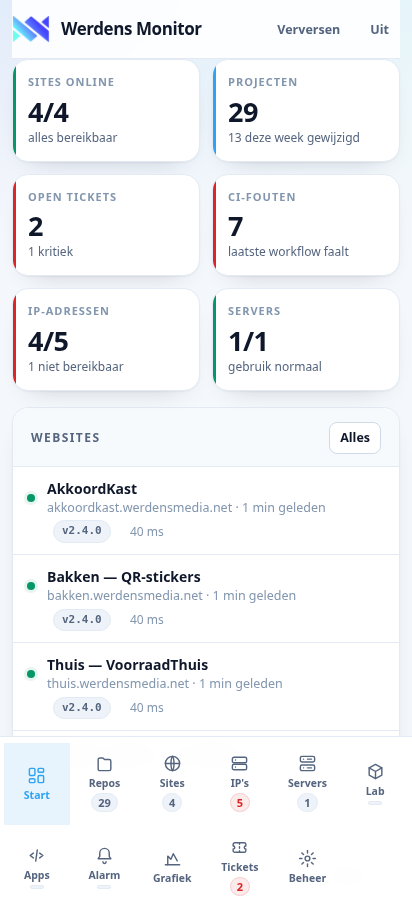 Werdens Monitor
Verversen
Uit
SITES ONLINE
4/4
alles bereikbaar
PROJECTEN
29
13 deze week gewijzigd
OPEN TICKETS
2
1 kritiek
CI-FOUTEN
7
laatste workflow faalt
IP-ADRESSEN
4/5
1 niet bereikbaar
SERVERS
1/1
gebruik normaal
WEBSITES
Alles
AkkoordKast
akkoordkast.werdensmedia.net · 1 min geleden
v2.4.0 40 ms
Bakken — QR-stickers
bakken.werdensmedia.net · 1 min geleden
v2.4.0 40 ms
Thuis — VoorraadThuis
thuis.werdensmedia.net · 1 min geleden
v2.4.0 40 ms
Start
Repos
29
Sites
4
IP's
5
Servers
1
Lab
Apps
Alarm
Grafiek
Tickets
2
Beheer